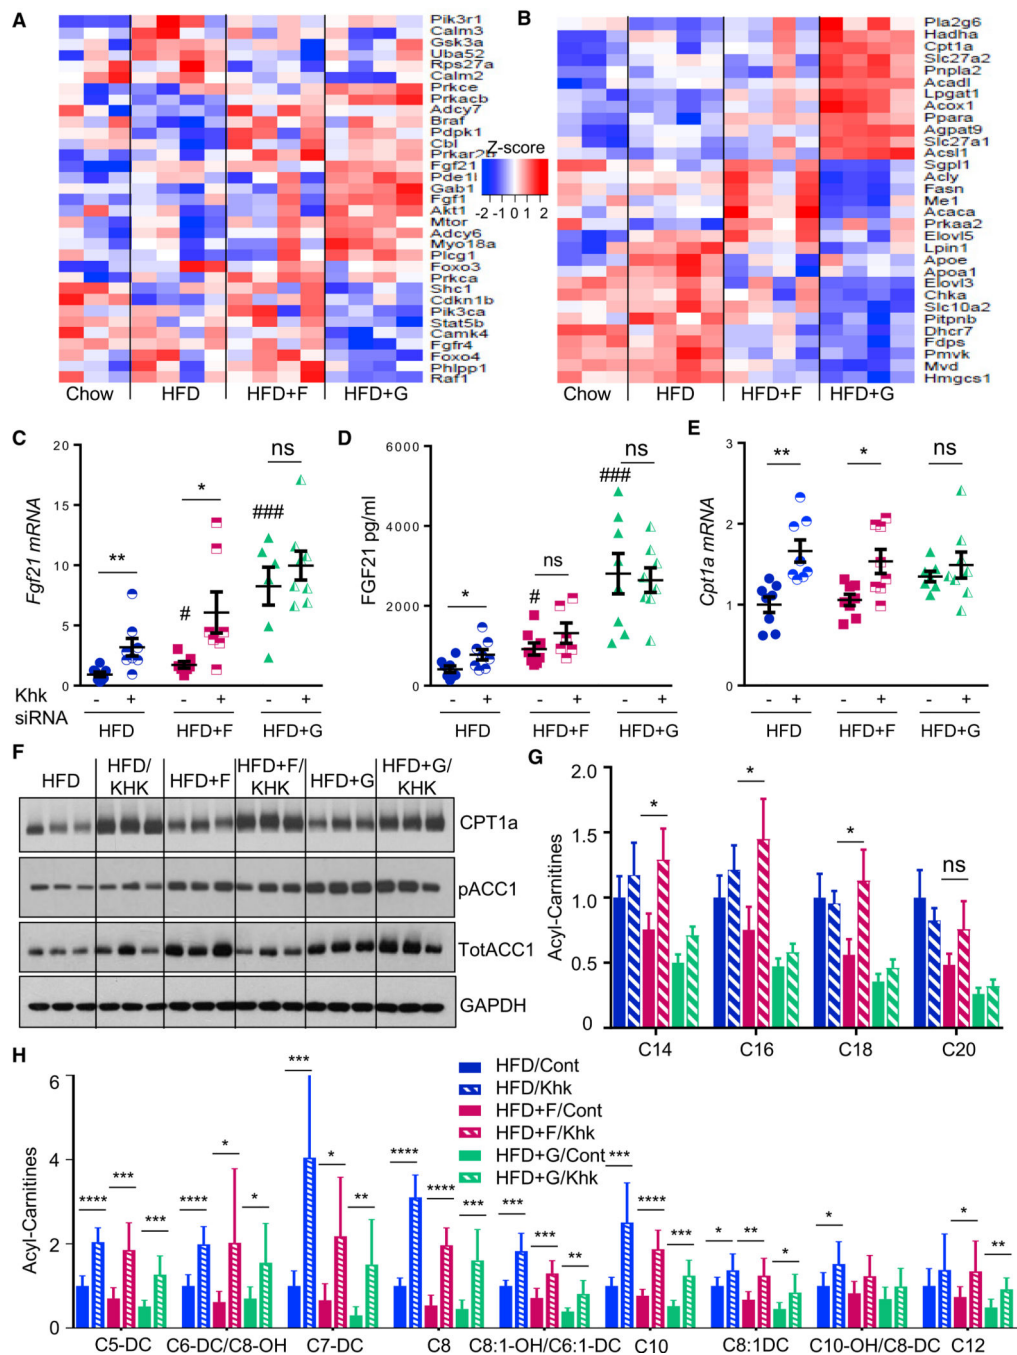 A
Pik3r1
Calm3
Gsk3a
Uba52
Rps27a
Calm2
Prkce
Prkacb
Adcy7
Braf
Pdpk1
Cbl
Fgf21
Gab1
Fgf1
Akt1
Mtor
Adcy6
Myo18a
Plcg1
Foxo3
Prkca
Shc1
Cdkn1b
Pik3ca
Stat5b
Camk4
Fgfr4
Foxo4
Phlpp1
Raf1
Chow HFD HFD+F HFD+G
Z-score
-2 -1 0 1 2
B
Pla2g6
Hadha
Cpt1a
Slc27a2
Pnpla2
Acadl
Lpgat1
Acox1
Ppara
Agpat9
Slc27a1
Acsl1
Sgpl1
Acly
Fasn
Me1
Acaca
Prkaa2
Elovl5
Lpin1
Apoe
Apoa1
Elovl3
Chka
Slc10a2
Pitpnb
Dhcr7
Fdps
Pmvk
Mvd
Hmgcs1
Chow HFD HFD+F HFD+G
C
Fgf21 mRNA
20
15
10
5
0
** # * ### ns
Khk siRNA
- + - + - +
HFD HFD+F HFD+G
D
FGF21 pg/ml
6000
4000
2000
0
* # ns ### ns
- + - + - +
HFD HFD+F HFD+G
E
Cpt1a mRNA
3
2
1
0
** * ns
- + - + - +
HFD HFD+F HFD+G
F
HFD HFD/KHK HFD+F HFD+F/KHK HFD+G HFD+G/KHK
CPT1a
pACC1
TotACC1
GAPDH
G
Acyl-Carnitines
2.0
1.5
1.0
0.5
0
* * * ns
C14 C16 C18 C20
H
HFD/Cont
HFD/Khk
HFD+F/Cont
HFD+F/Khk
HFD+G/Cont
HFD+G/Khk
Acyl-Carnitines
6
4
2
0
**** *** ***
**** * *
*** * **
**** **** ***
*** *** **
*** **** ***
* ** *
*
* **
C5-DC C6-DC/C8-OH C7-DC C8 C8:1-OH/C6:1-DC C10 C8:1DC C10-OH/C8-DC C12